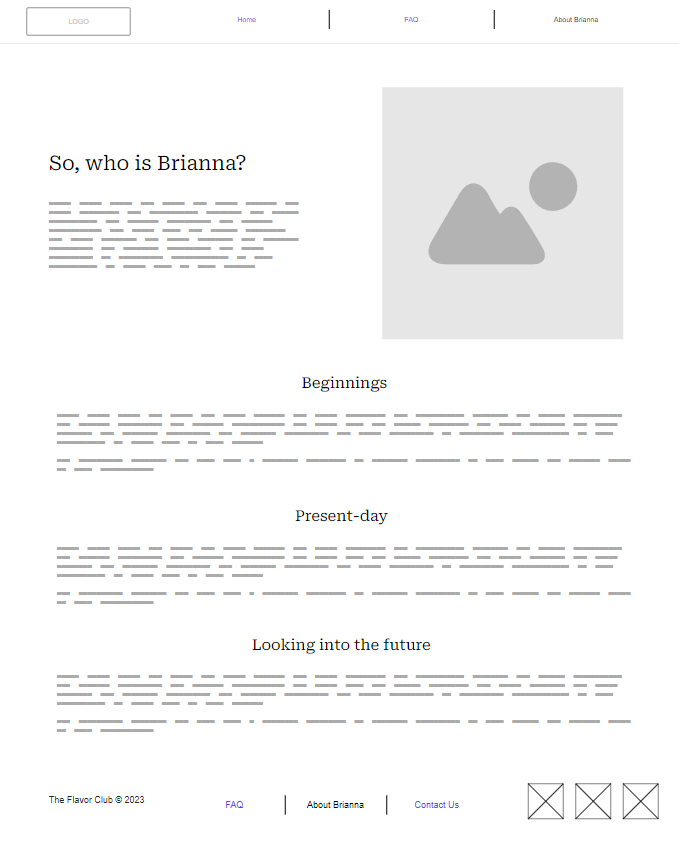 LOGO
Home
FAQ
About Brianna
So, who is Brianna?
Beginnings
Present-day
Looking into the future
The Flavor Club © 2023
FAQ
About Brianna
Contact Us